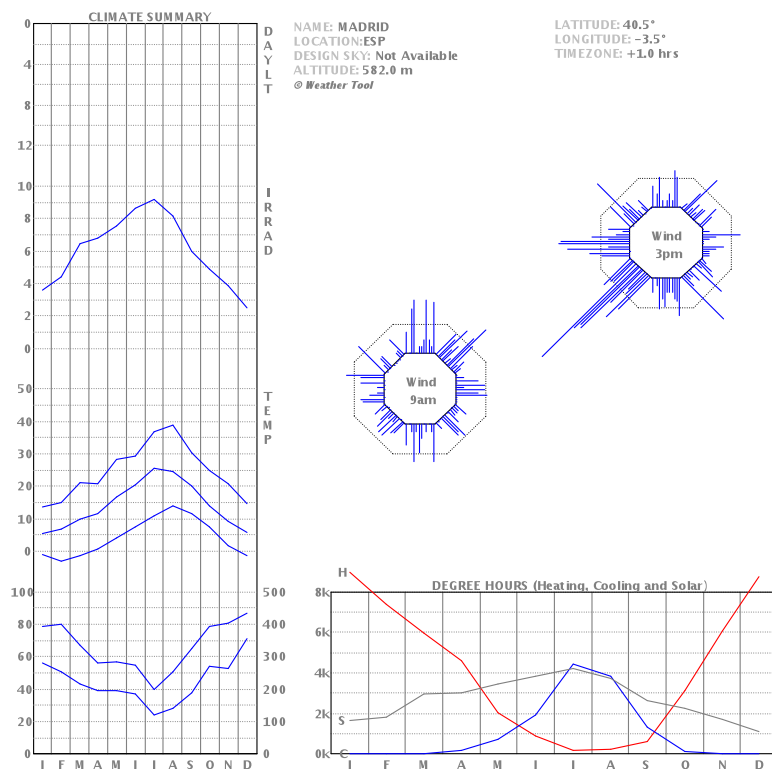 CLIMATE SUMMARY
NAME: MADRID
LOCATION:ESP
DESIGN SKY: Not Available
ALTITUDE: 582.0 m
© Weather Tool
LATITUDE: 40.5°
LONGITUDE: -3.5°
TIMEZONE: +1.0 hrs
0
4
8
12
D
A
Y
L
T
10
8
6
4
2
0
I
R
R
A
D
50
40
30
20
10
0
T
E
M
P
100
80
60
40
20
0
500
400
300
200
100
0
J F M A M J J A S O N D
Wind
3pm
Wind
9am
DEGREE HOURS (Heating, Cooling and Solar)
H
8k
6k
4k
2k
S
0k
C
J F M A M J J A S O N D